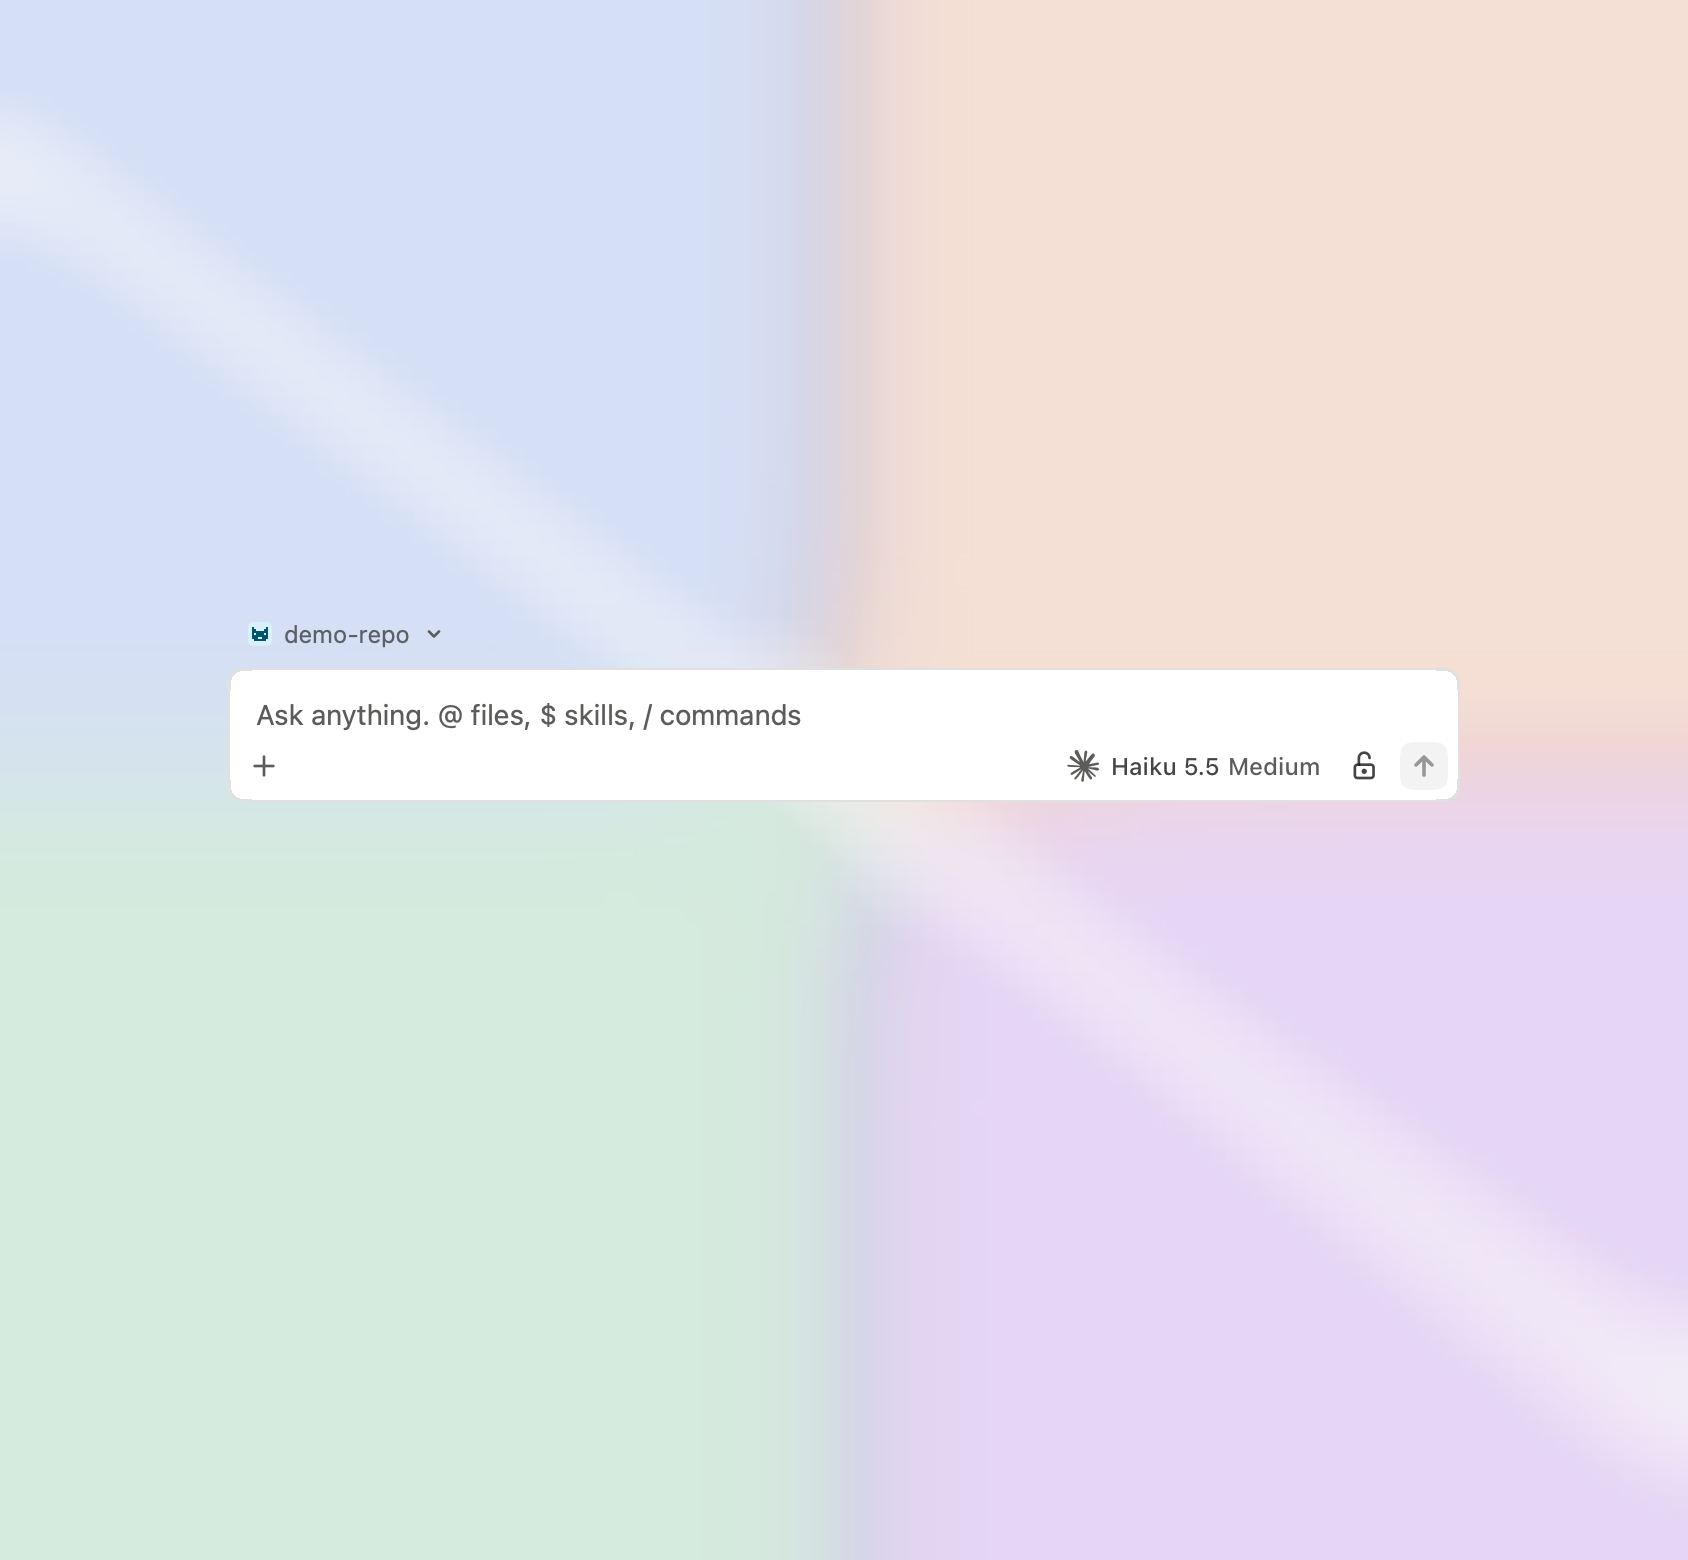 demo-repo
Ask anything. @ files, $ skills, / commands
Haiku 5.5 Medium